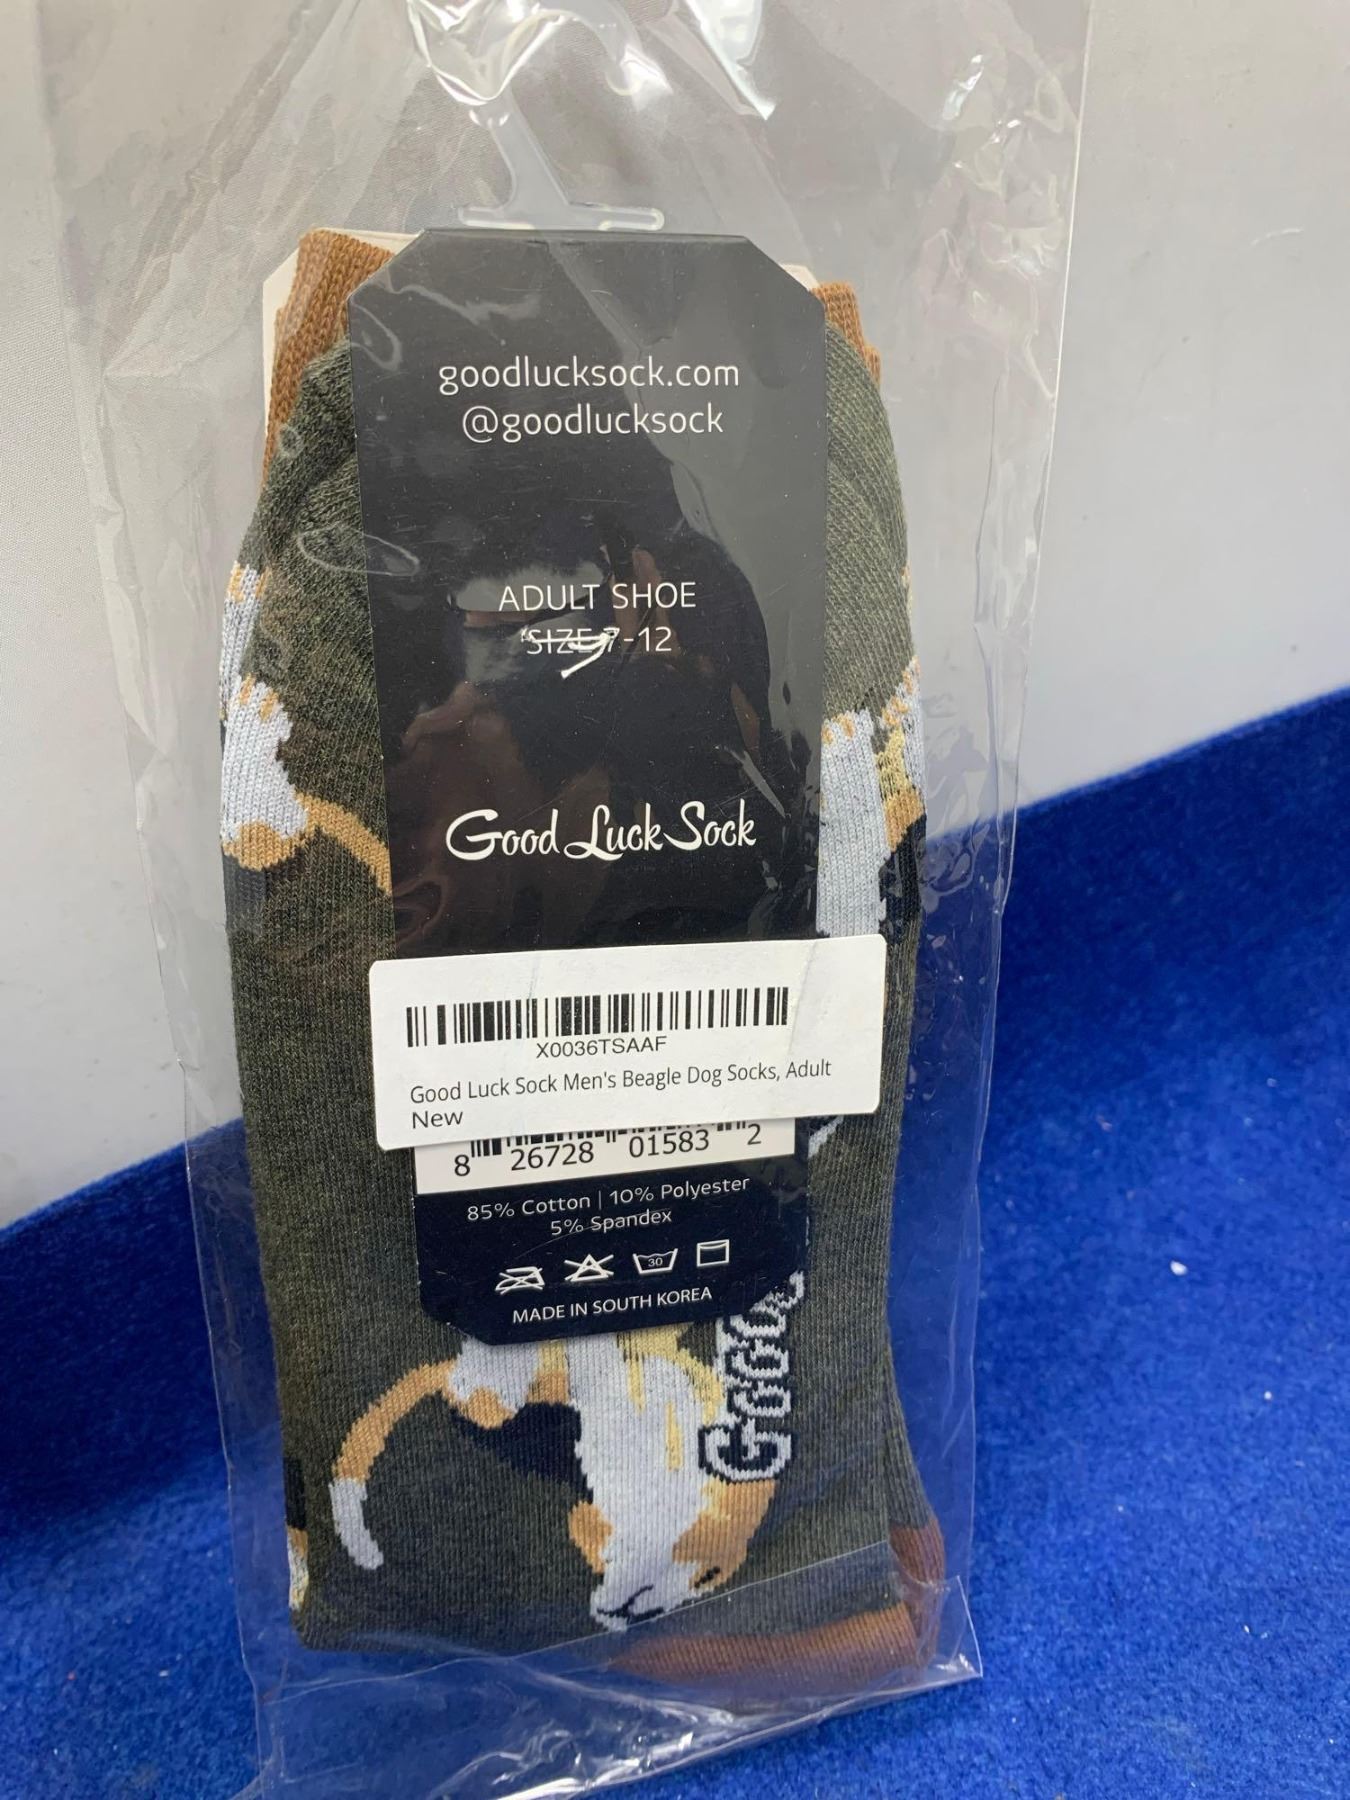 goodlucksock.com
@goodlucksock
ADULT SHOE
SIZE 7-12
Good Luck Sock
X0036TSAAF
Good Luck Sock Men's Beagle Dog Socks, Adult
New
8 26728 01583 2
85% Cotton | 10% Polyester
5% Spandex
30
MADE IN SOUTH KOREA
Good